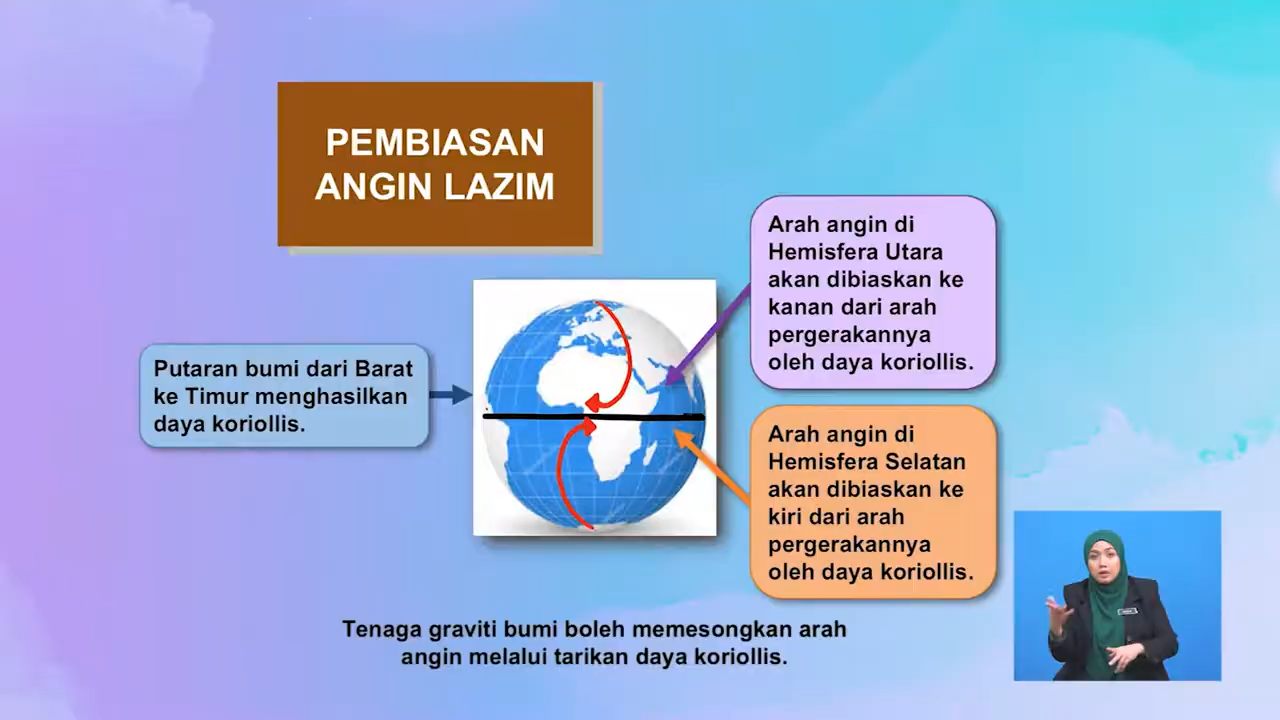 PEMBIASAN
ANGIN LAZIM
Putaran bumi dari Barat
ke Timur menghasilkan
daya koriollis.
Arah angin di
Hemisfera Utara
akan dibiaskan ke
kanan dari arah
pergerakannya
oleh daya koriollis.
Arah angin di
Hemisfera Selatan
akan dibiaskan ke
kiri dari arah
pergerakannya
oleh daya koriollis.
Tenaga graviti bumi boleh memesongkan arah
angin melalui tarikan daya koriollis.